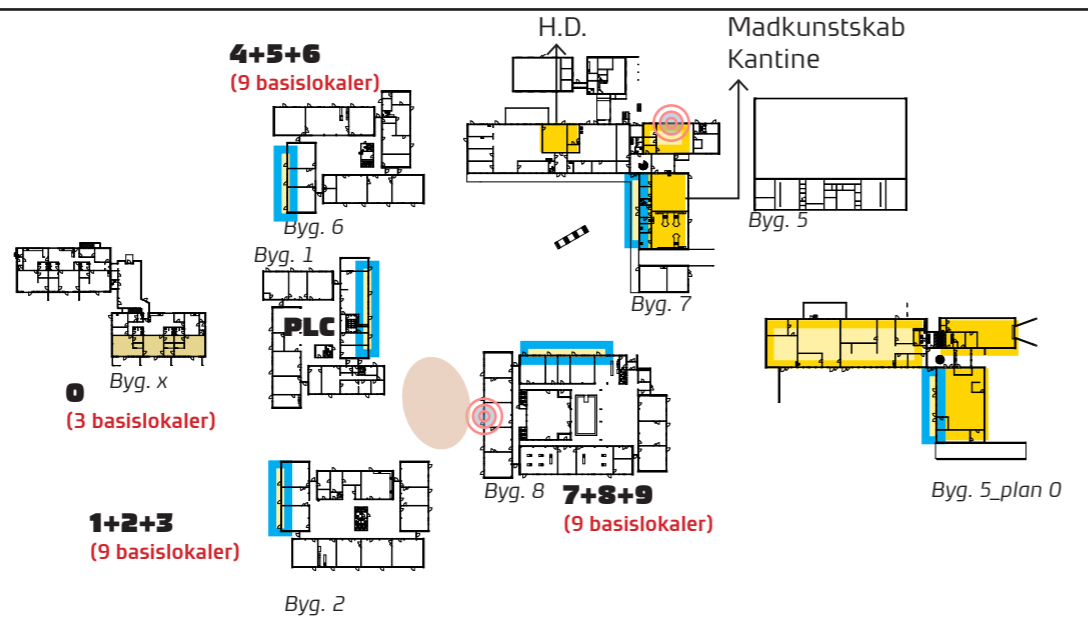 H.D.
Madkunstskab
Kantine
4+5+6
(9 basislokaler)
Byg. 5
Byg. 6
Byg. 1
Byg. 7
PLC
Byg. x
0
(3 basislokaler)
Byg. 8
7+8+9
(9 basislokaler)
Byg. 5_plan 0
1+2+3
(9 basislokaler)
Byg. 2